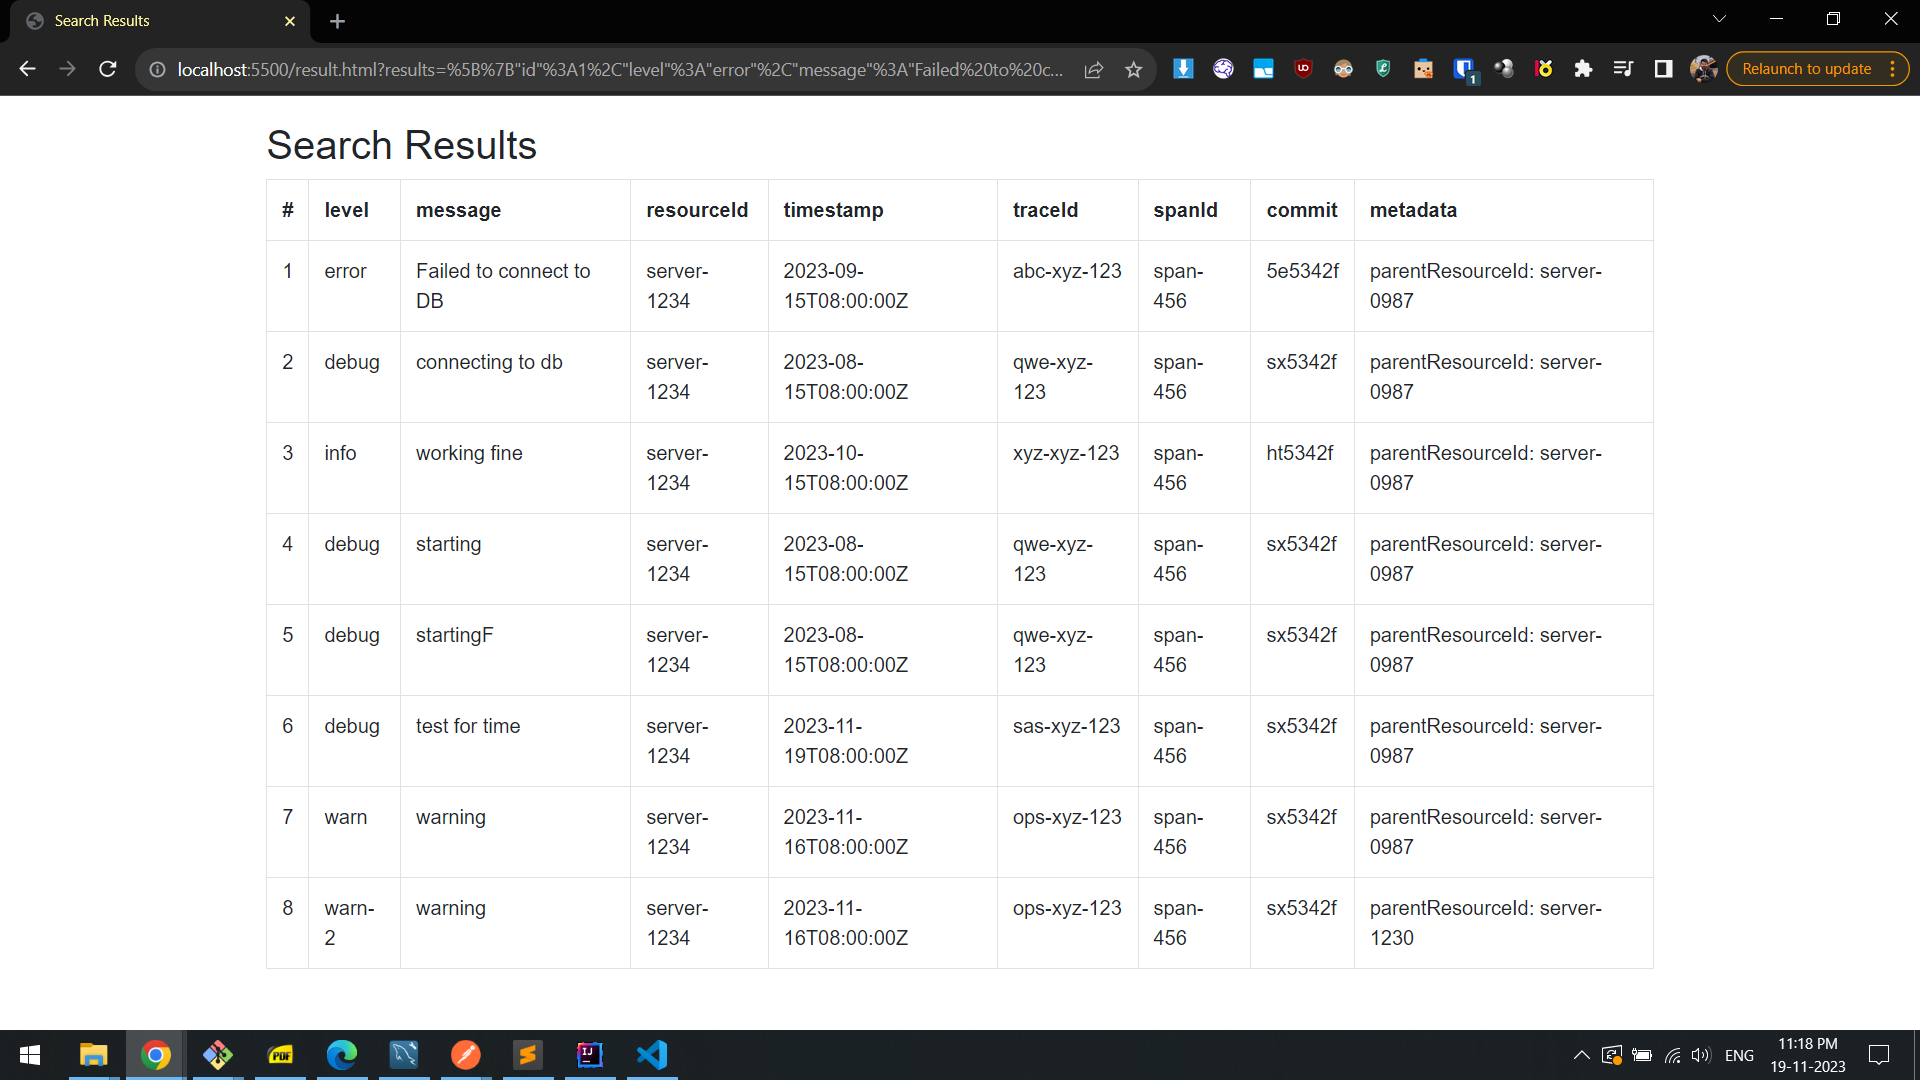 Search Results
localhost:5500/result.html?results=%5B%7B"id"%3A1%2C"level"%3A"error"%2C"message"%3A"Failed%20to%20c...
1
Relaunch to update
Search Results
# level message resourceId timestamp traceId spanId commit metadata
1 error Failed to connect to server- 2023-09- abc-xyz-123 span- 5e5342f parentResourceId: server-
DB 1234 15T08:00:00Z 456 0987
2 debug connecting to db server- 2023-08- qwe-xyz- span- sx5342f parentResourceId: server-
1234 15T08:00:00Z 123 456 0987
3 info working fine server- 2023-10- xyz-xyz-123 span- ht5342f parentResourceId: server-
1234 15T08:00:00Z 456 0987
4 debug starting server- 2023-08- qwe-xyz- span- sx5342f parentResourceId: server-
1234 15T08:00:00Z 123 456 0987
5 debug startingF server- 2023-08- qwe-xyz- span- sx5342f parentResourceId: server-
1234 15T08:00:00Z 123 456 0987
6 debug test for time server- 2023-11- sas-xyz-123 span- sx5342f parentResourceId: server-
1234 19T08:00:00Z 456 0987
7 warn warning server- 2023-11- ops-xyz-123 span- sx5342f parentResourceId: server-
1234 16T08:00:00Z 456 0987
8 warn- warning server- 2023-11- ops-xyz-123 span- sx5342f parentResourceId: server-
2 1234 16T08:00:00Z 456 1230
PDF
IJ
ENG
11:18 PM
19-11-2023